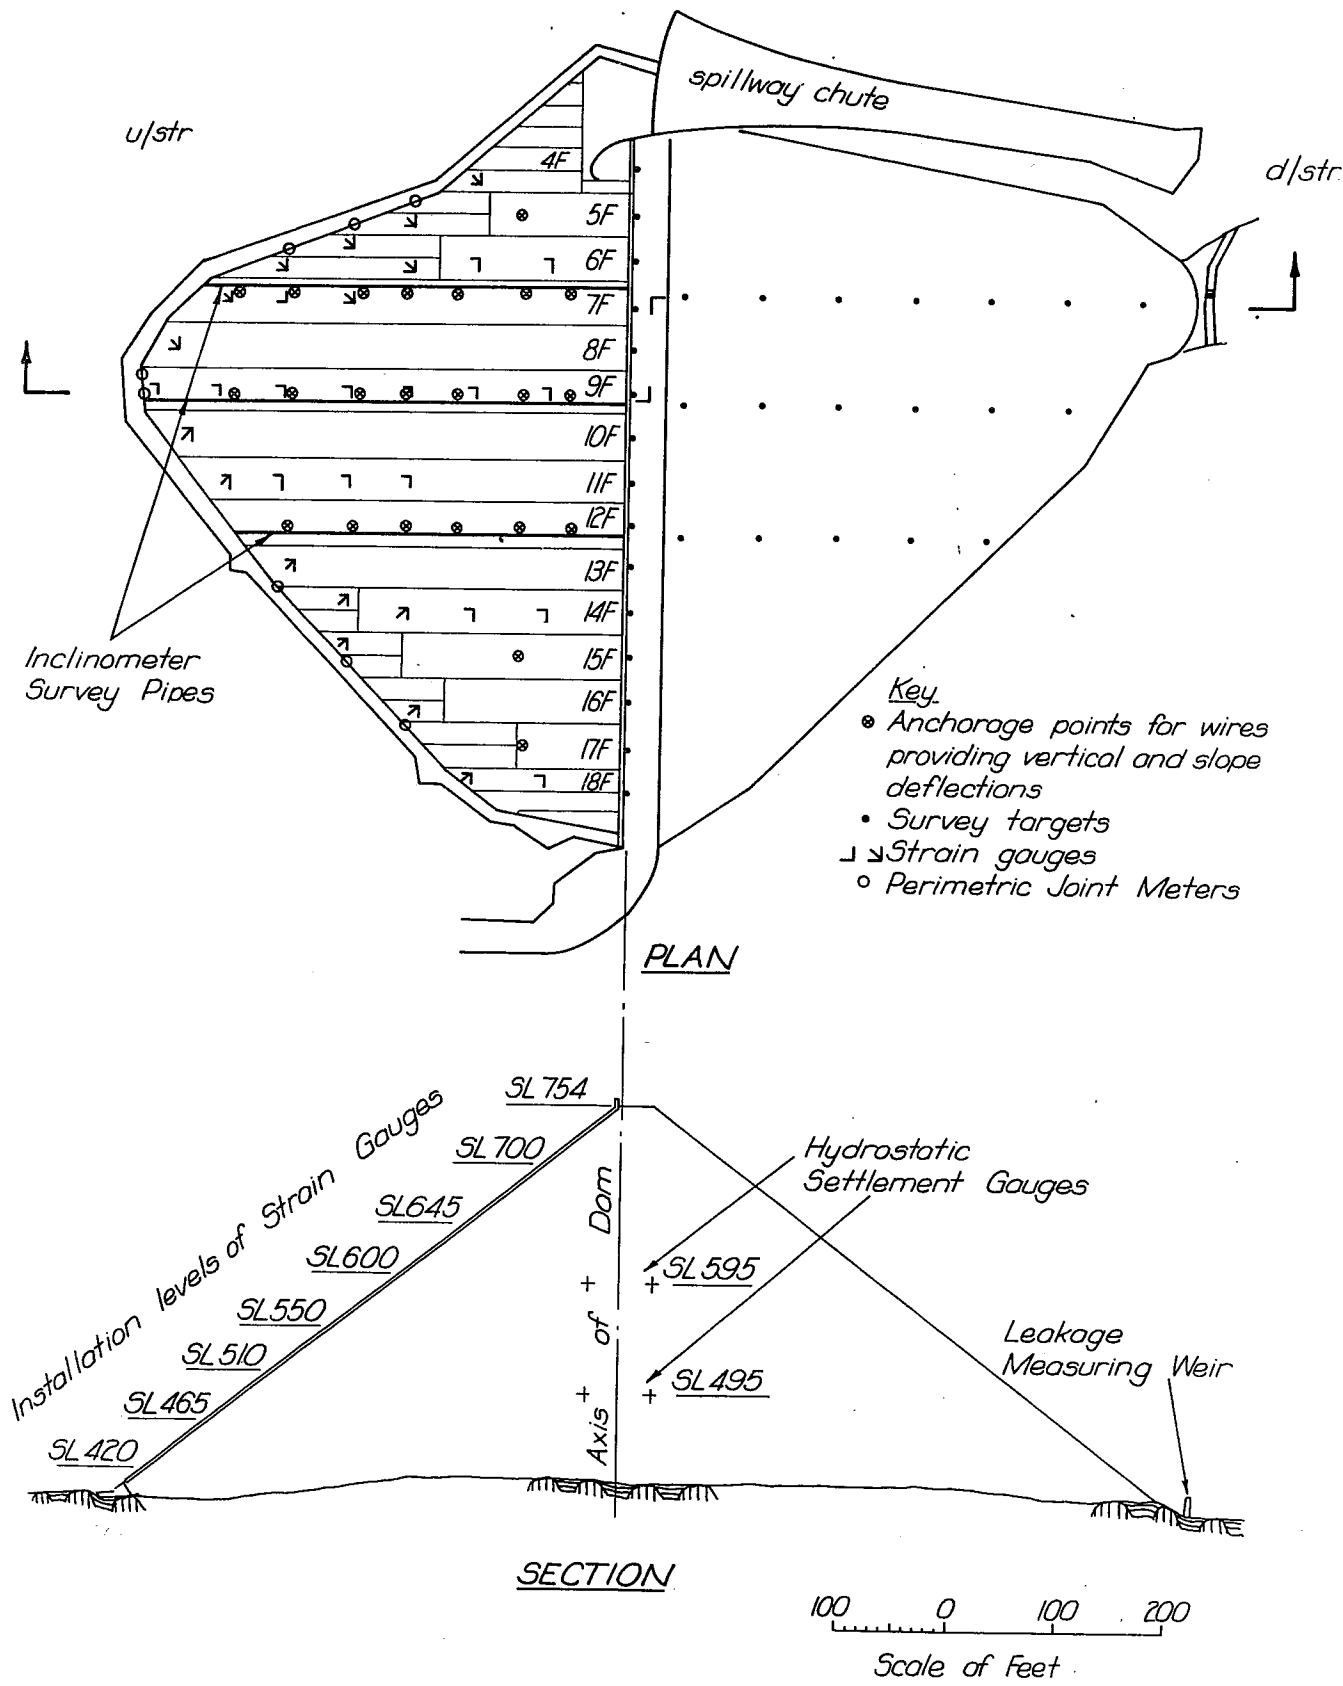 spillway chute
u/str
d/str.
4F
5F
6F
7F
8F
9F
10F
11F
12F
13F
14F
15F
16F
17F
18F
Inclinometer
Survey Pipes
Key
Anchorage points for wires
providing vertical and slope
deflections
Survey targets
Strain gauges
Perimetric Joint Meters
PLAN
Installation levels of Strain Gauges
SL 754
SL 700
SL 645
SL 600
SL 550
SL 510
SL 465
SL 420
Axis of Dam
Hydrostatic
Settlement Gauges
SL 595
SL 495
Leakage
Measuring Weir
SECTION
100 0 100 200
Scale of Feet